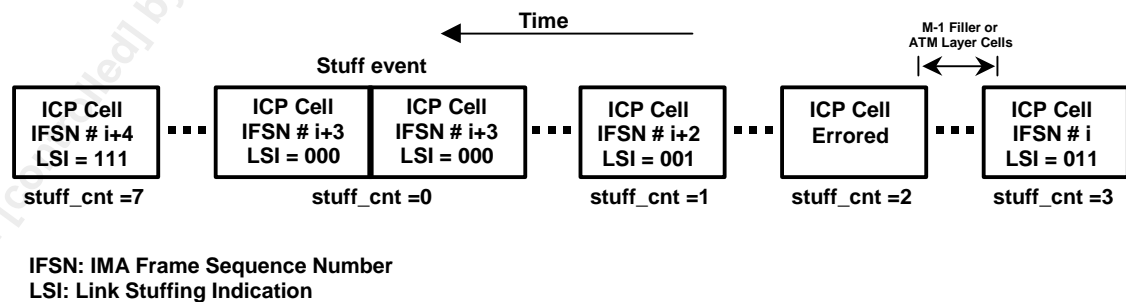 Time
M-1 Filler or
ATM Layer Cells
Stuff event
ICP Cell
IFSN # i+4
LSI = 111
ICP Cell
IFSN # i+3
LSI = 000
ICP Cell
IFSN # i+3
LSI = 000
ICP Cell
IFSN # i+2
LSI = 001
ICP Cell
Errored
ICP Cell
IFSN # i
LSI = 011
stuff_cnt =7
stuff_cnt =0
stuff_cnt =1
stuff_cnt =2
stuff_cnt =3
IFSN: IMA Frame Sequence Number
LSI: Link Stuffing Indication